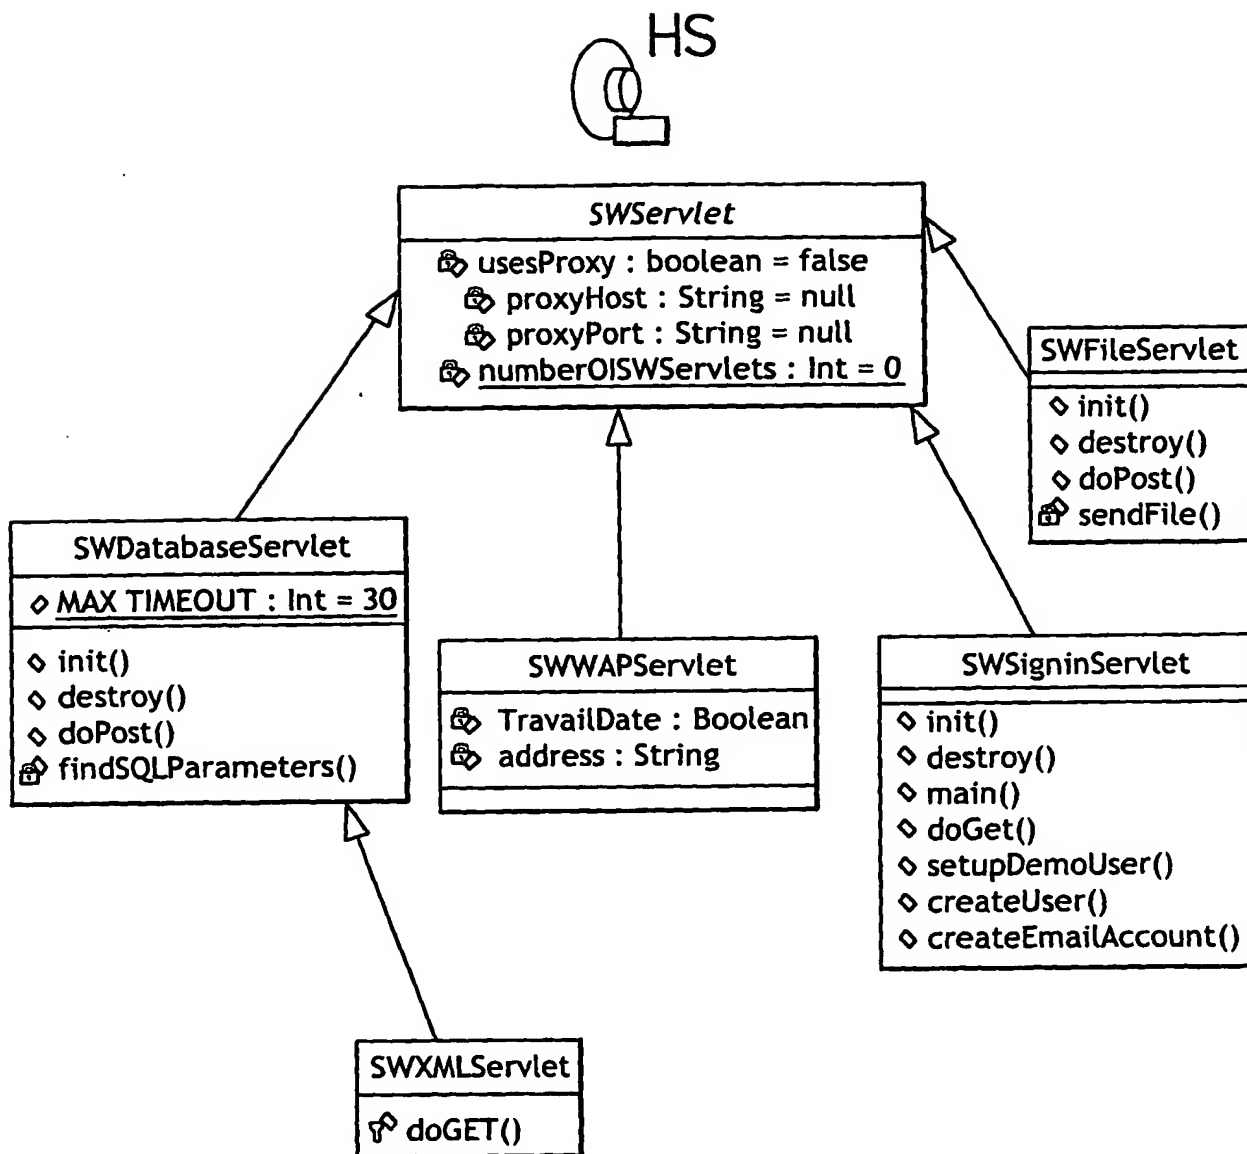 HS
SWServlet
usesProxy : boolean = false
proxyHost : String = null
proxyPort : String = null
numberOISWServlets : Int = 0
SWFileServlet
init()
destroy()
doPost()
sendFile()
SWDatabaseServlet
MAX TIMEOUT : Int = 30
init()
destroy()
doPost()
findSQLParameters()
SWWAPServlet
TravailDate : Boolean
address : String
SWSigninServlet
init()
destroy()
main()
doGet()
setupDemoUser()
createUser()
createEmailAccount()
SWXMLServlet
doGET()